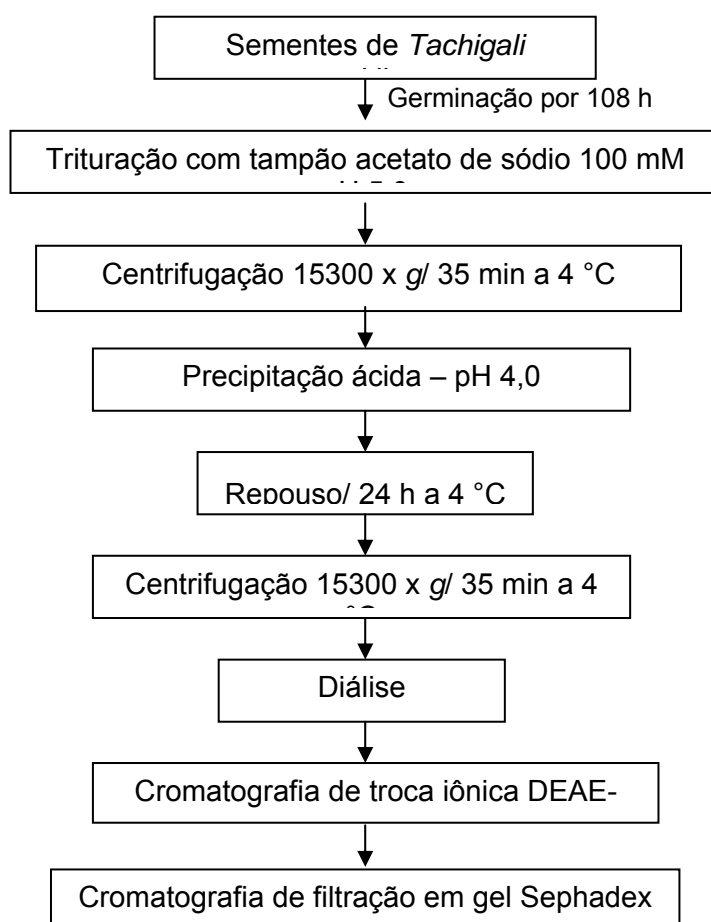 Sementes de Tachigali
Germinação por 108 h
Trituração com tampão acetato de sódio 100 mM
Centrifugação 15300 x g/ 35 min a 4 °C
Precipitação ácida – pH 4,0
Repouso/ 24 h a 4 °C
Centrifugação 15300 x g/ 35 min a 4
Diálise
Cromatografia de troca iônica DEAE-
Cromatografia de filtração em gel Sephadex